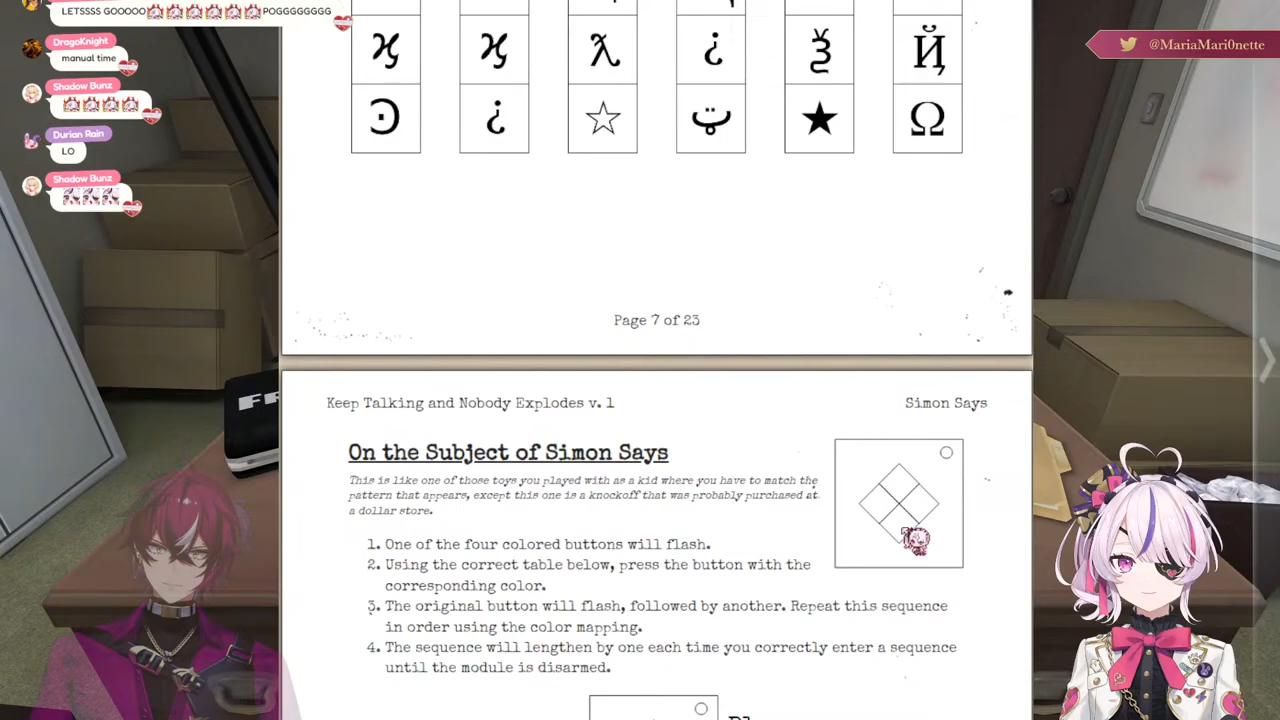 LETSSSS GOOOOO POGGGGGGGG
DragoKnight
manual time
Shadow Bunz
Durian Rain
LO
Shadow Bunz
@MariaMari0nette
Ϗ Ϗ ƛ ¿ Ѯ Ҋ
Ͽ ¿ ☆ ټ ★ Ω
Page 7 of 23
Keep Talking and Nobody Explodes v. 1
Simon Says
On the Subject of Simon Says
This is like one of those toys you played with as a kid where you have to match the
pattern that appears, except this one is a knockoff that was probably purchased at
a dollar store.
1. One of the four colored buttons will flash.
2. Using the correct table below, press the button with the
corresponding color.
3. The original button will flash, followed by another. Repeat this sequence
in order using the color mapping.
4. The sequence will lengthen by one each time you correctly enter a sequence
until the module is disarmed.